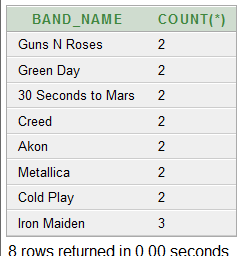 BAND_NAME COUNT(*)
Guns N Roses 2
Green Day 2
30 Seconds to Mars 2
Creed 2
Akon 2
Metallica 2
Cold Play 2
Iron Maiden 3
8 rows returned in 0.00 seconds